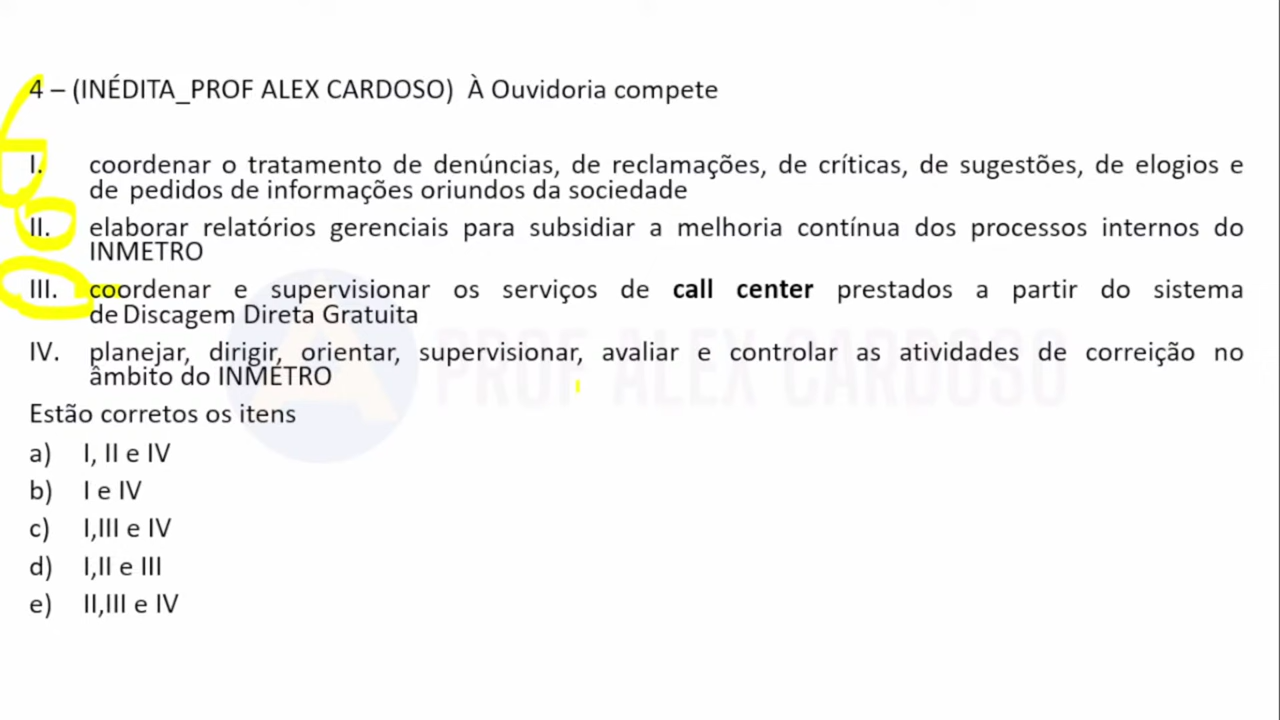 4 – (INÉDITA_PROF ALEX CARDOSO) À Ouvidoria compete
I. coordenar o tratamento de denúncias, de reclamações, de críticas, de sugestões, de elogios e
de pedidos de informações oriundos da sociedade
II. elaborar relatórios gerenciais para subsidiar a melhoria contínua dos processos internos do
INMETRO
III. coordenar e supervisionar os serviços de call center prestados a partir do sistema
de Discagem Direta Gratuita
IV. planejar, dirigir, orientar, supervisionar, avaliar e controlar as atividades de correição no
âmbito do INMETRO
PROF ALEX CARDOSO
Estão corretos os itens
a) I, II e IV
b) I e IV
c) I,III e IV
d) I,II e III
e) II,III e IV